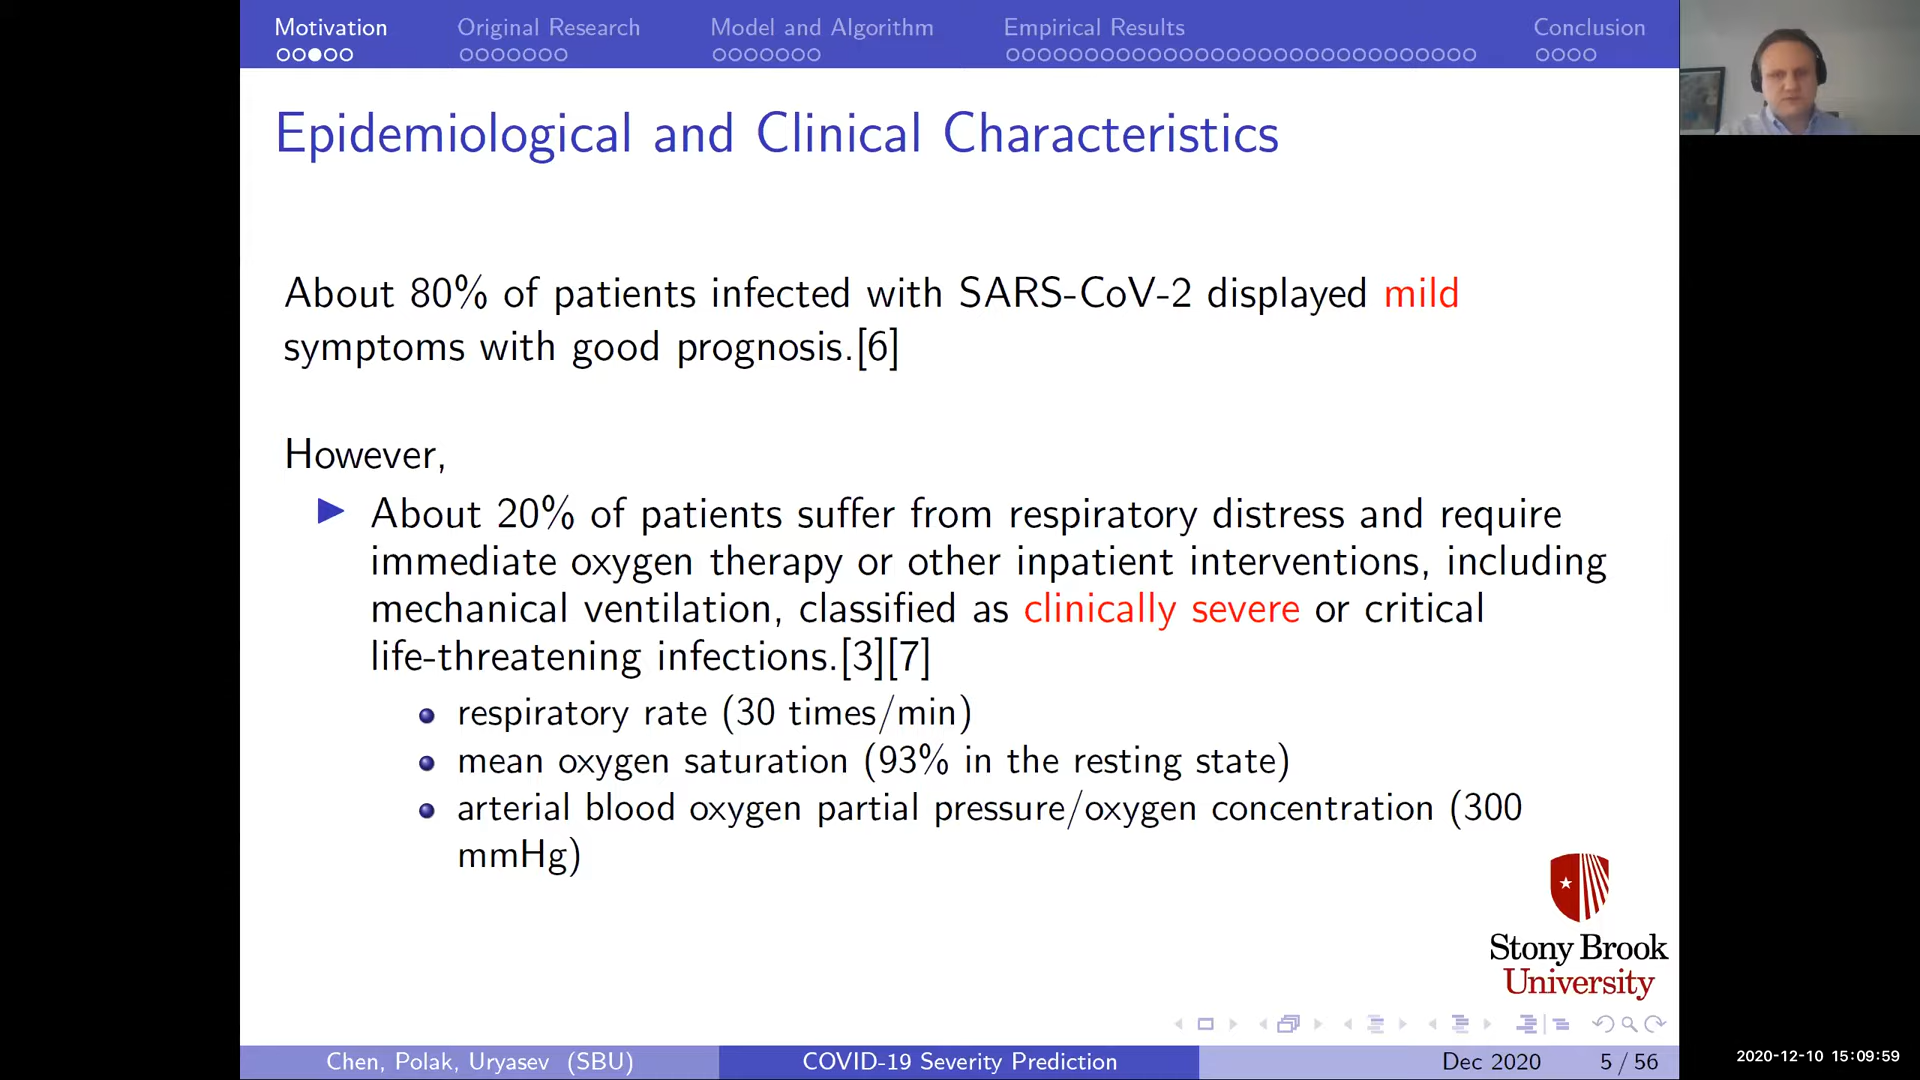 Motivation Original Research Model and Algorithm Empirical Results Conclusion
Epidemiological and Clinical Characteristics
About 80% of patients infected with SARS-CoV-2 displayed mild
symptoms with good prognosis.[6]
However,
About 20% of patients suffer from respiratory distress and require
immediate oxygen therapy or other inpatient interventions, including
mechanical ventilation, classified as clinically severe or critical
life-threatening infections.[3][7]
respiratory rate (30 times/min)
mean oxygen saturation (93% in the resting state)
arterial blood oxygen partial pressure/oxygen concentration (300
mmHg)
Stony Brook
University
Chen, Polak, Uryasev (SBU) COVID-19 Severity Prediction Dec 2020 5 / 56
2020-12-10 15:09:59